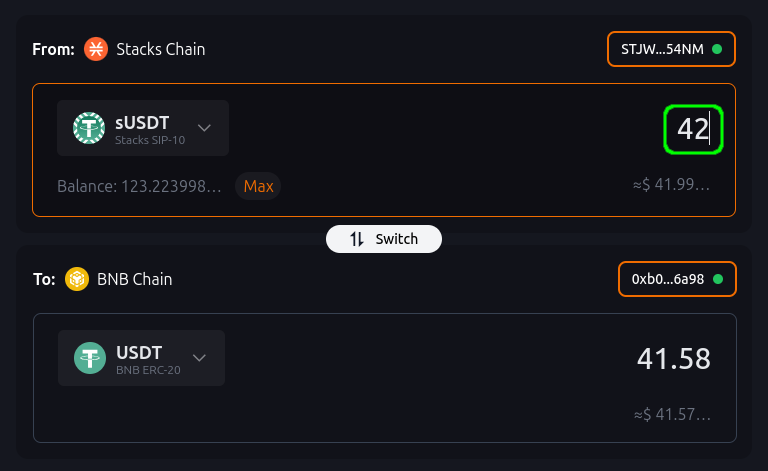 From: Stacks Chain STJW...54NM
sUSDT
Stacks SIP-10
42
Balance: 123.223998... Max ≈$ 41.99...
Switch
To: BNB Chain 0xb0...6a98
USDT
BNB ERC-20
41.58
≈$ 41.57...